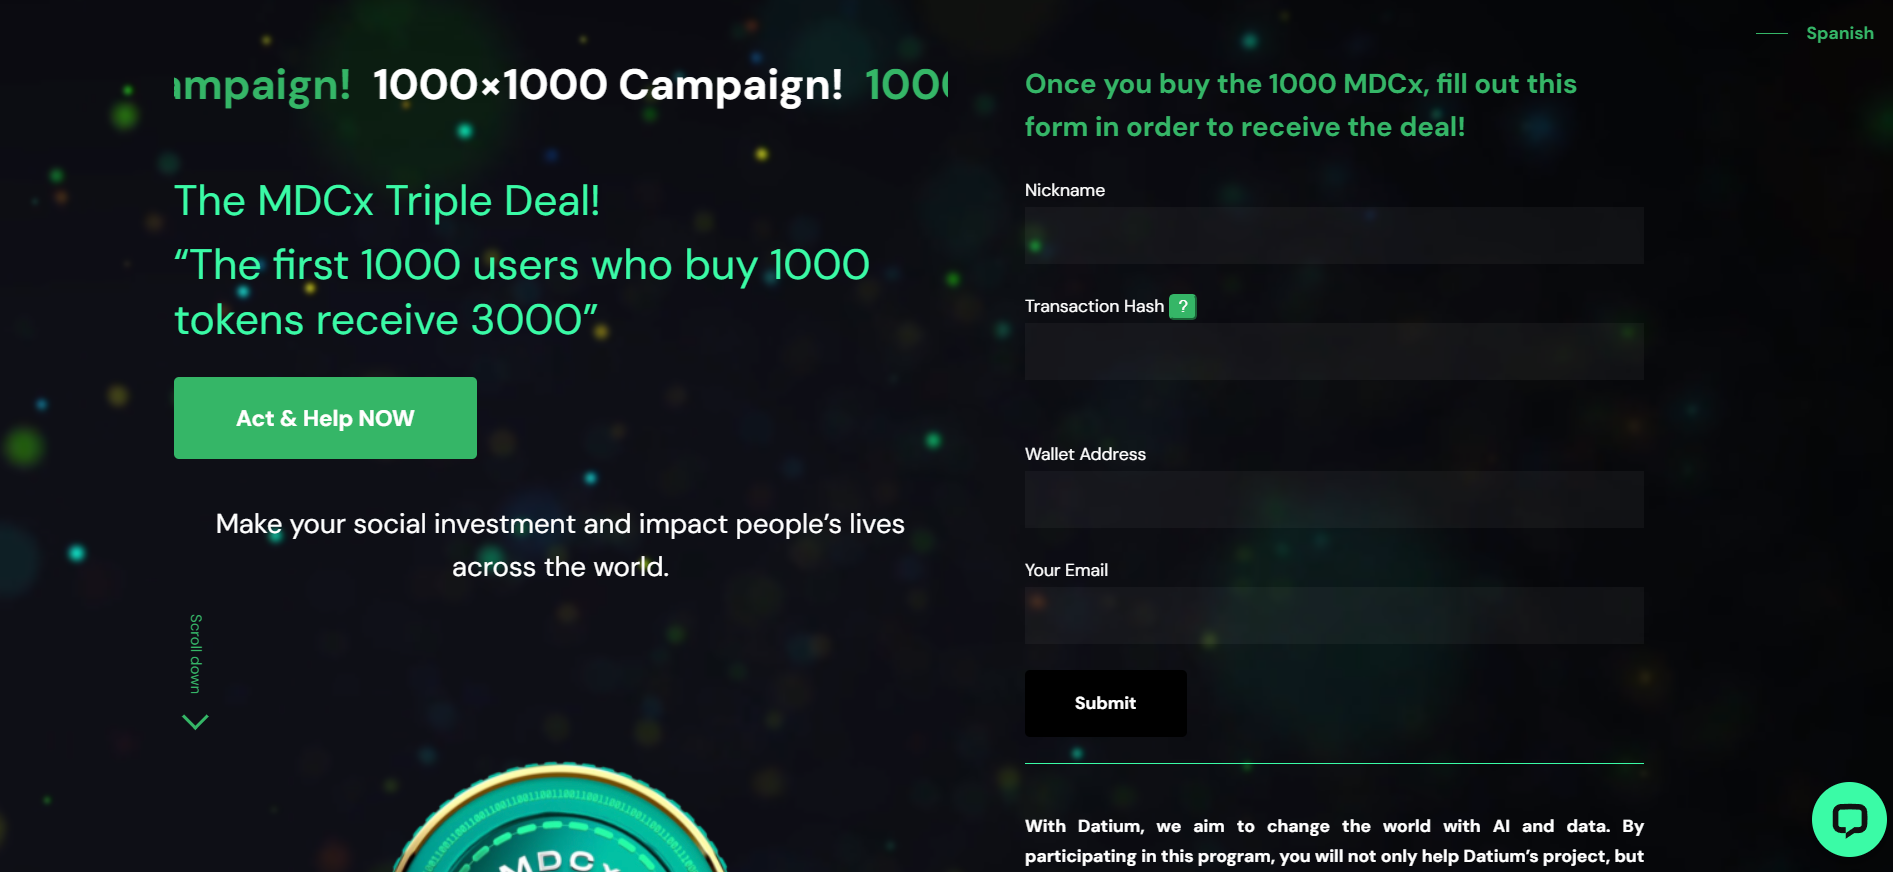 Spanish
ampaign! 1000×1000 Campaign! 100
The MDCx Triple Deal!
“The first 1000 users who buy 1000
tokens receive 3000”
Act & Help NOW
Make your social investment and impact people’s lives
across the world.
Scroll down
MDCx
Once you buy the 1000 MDCx, fill out this
form in order to receive the deal!
Nickname
Transaction Hash ?
Wallet Address
Your Email
Submit
With Datium, we aim to change the world with AI and data. By
participating in this program, you will not only help Datium’s project, but